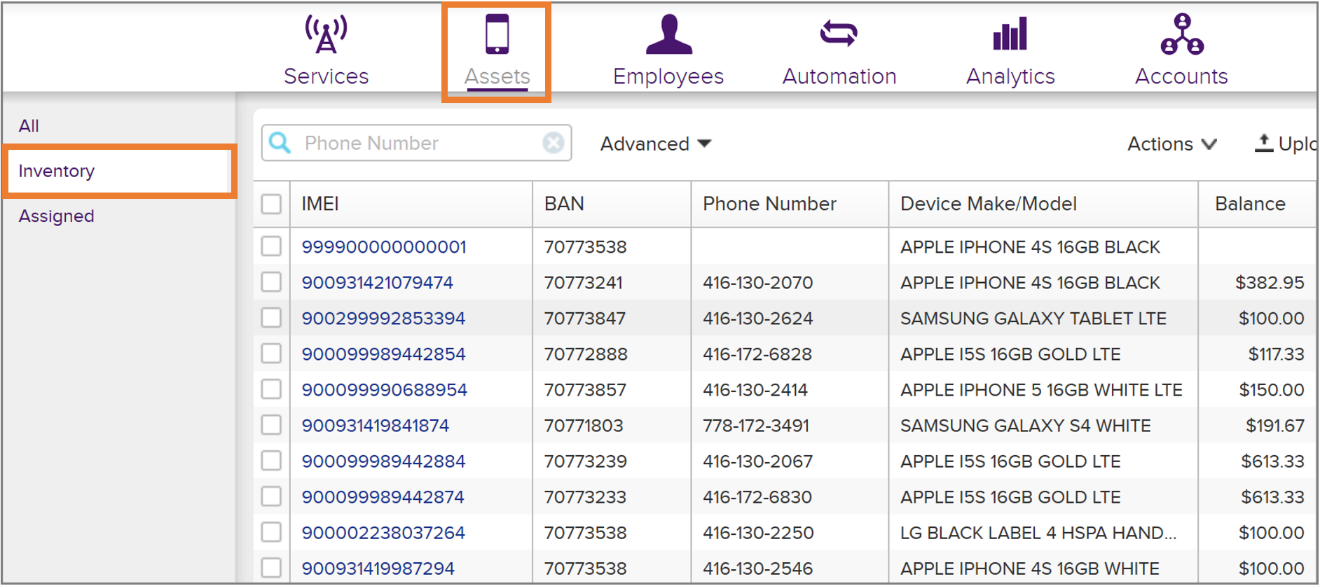 Services Assets Employees Automation Analytics Accounts
All
Inventory
Assigned
Phone Number Advanced Actions Uplo
IMEI BAN Phone Number Device Make/Model Balance
999900000000001 70773538 APPLE IPHONE 4S 16GB BLACK
900931421079474 70773241 416-130-2070 APPLE IPHONE 4S 16GB BLACK $382.95
900299992853394 70773847 416-130-2624 SAMSUNG GALAXY TABLET LTE $100.00
900099989442854 70772888 416-172-6828 APPLE I5S 16GB GOLD LTE $117.33
900099990688954 70773857 416-130-2414 APPLE IPHONE 5 16GB WHITE LTE $150.00
900931419841874 70771803 778-172-3491 SAMSUNG GALAXY S4 WHITE $191.67
900099989442884 70773239 416-130-2067 APPLE I5S 16GB GOLD LTE $613.33
900099989442874 70773233 416-172-6830 APPLE I5S 16GB GOLD LTE $613.33
900002238037264 70773538 416-130-2250 LG BLACK LABEL 4 HSPA HAND... $100.00
900931419987294 70773538 416-130-2546 APPLE IPHONE 4S 16GB WHITE $100.00